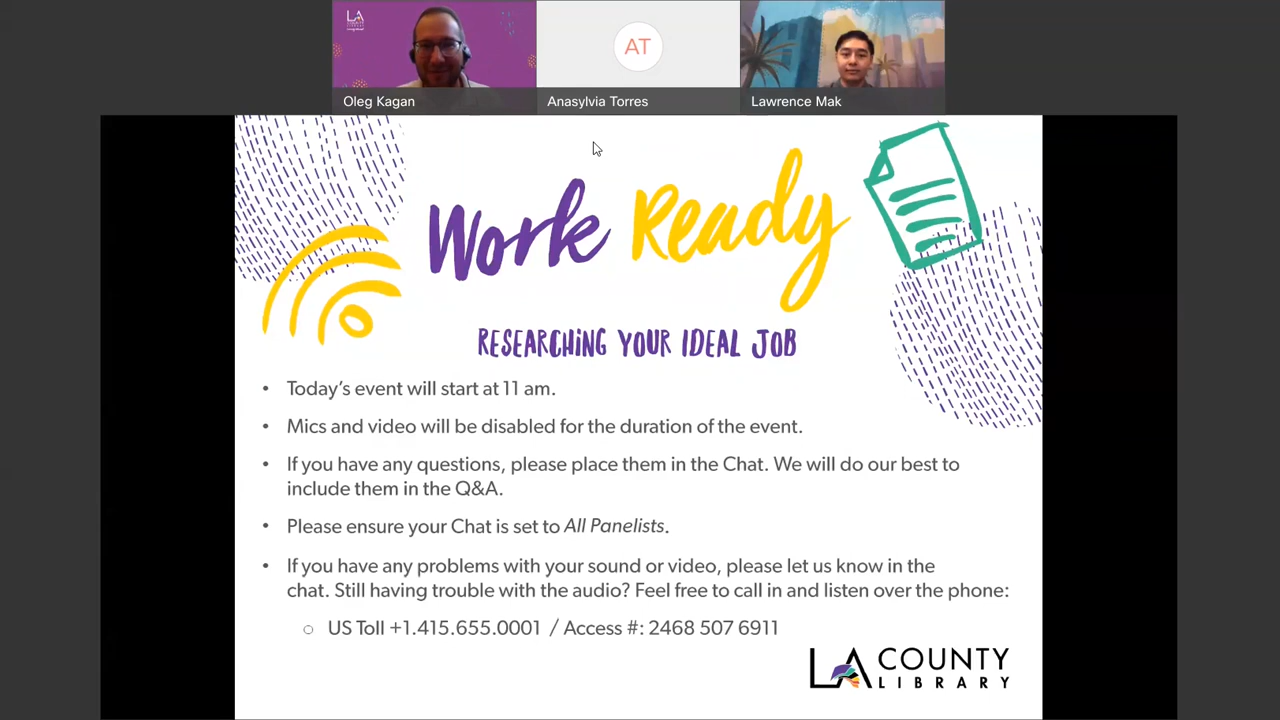 LA
COUNTY
LIBRARY
AT
Oleg Kagan
Anasylvia Torres
Lawrence Mak
Work Ready
RESEARCHING YOUR IDEAL JOB
• Today's event will start at 11 am.
• Mics and video will be disabled for the duration of the event.
• If you have any questions, please place them in the Chat. We will do our best to
include them in the Q&A.
• Please ensure your Chat is set to All Panelists.
• If you have any problems with your sound or video, please let us know in the
chat. Still having trouble with the audio? Feel free to call in and listen over the phone:
○ US Toll +1.415.655.0001 / Access #: 2468 507 6911
LA COUNTY
LIBRARY